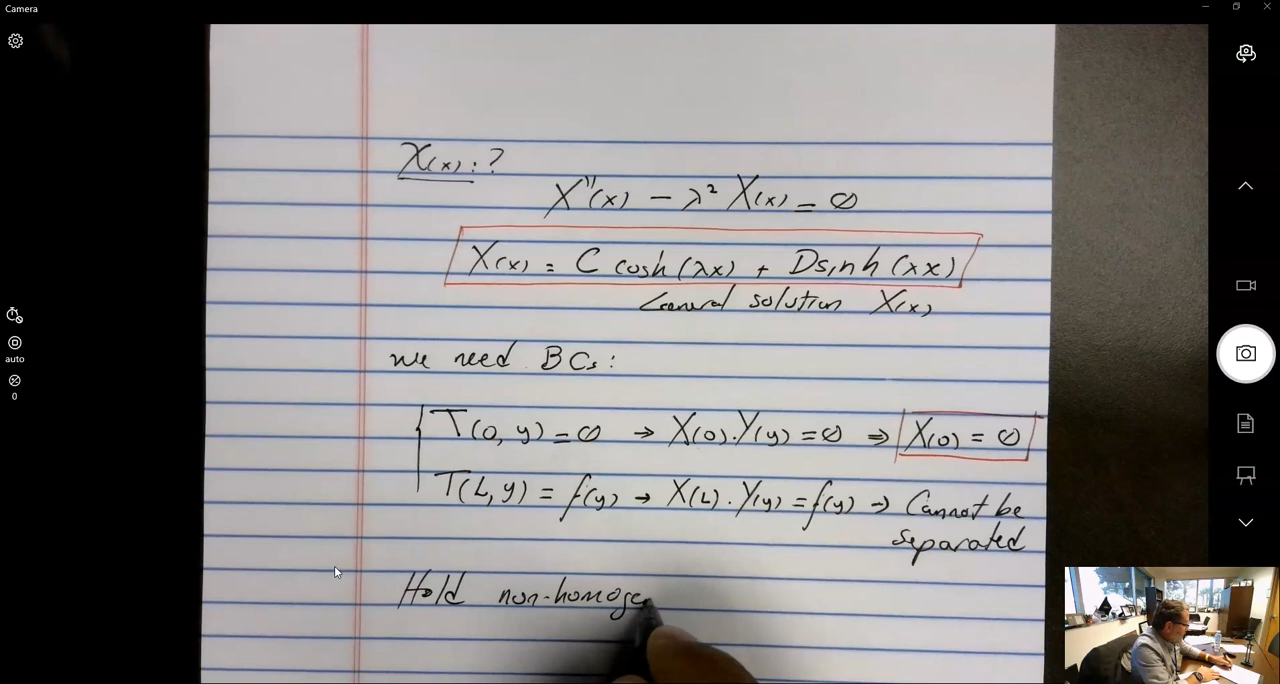 Camera
X(x) : ?
X''(x) - λ² X(x) = 0
X(x) = C cosh(λx) + D sinh(λx)
General solution X(x)
we need BCs :
T(0, y) = 0 → X(0).Y(y) = 0 ⇒ X(0) = 0
T(L, y) = f(y) → X(L). Y(y) = f(y) → Cannot be
separated
Hold non-homoge
auto
0